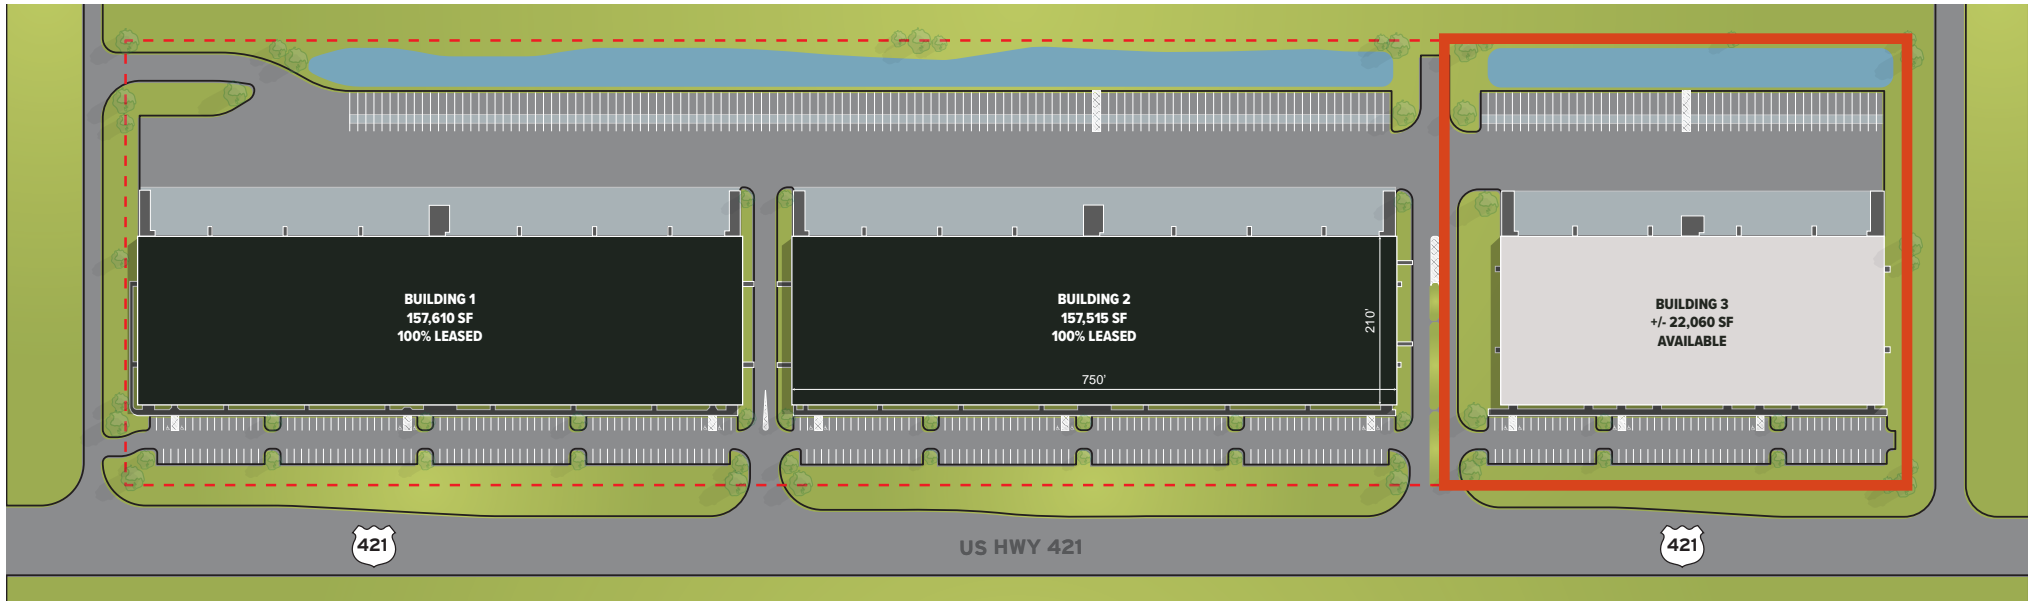 BUILDING 1
157,610 SF
100% LEASED
BUILDING 2
157,515 SF
100% LEASED
210'
750'
BUILDING 3
+/- 22,060 SF
AVAILABLE
421
US HWY 421
421